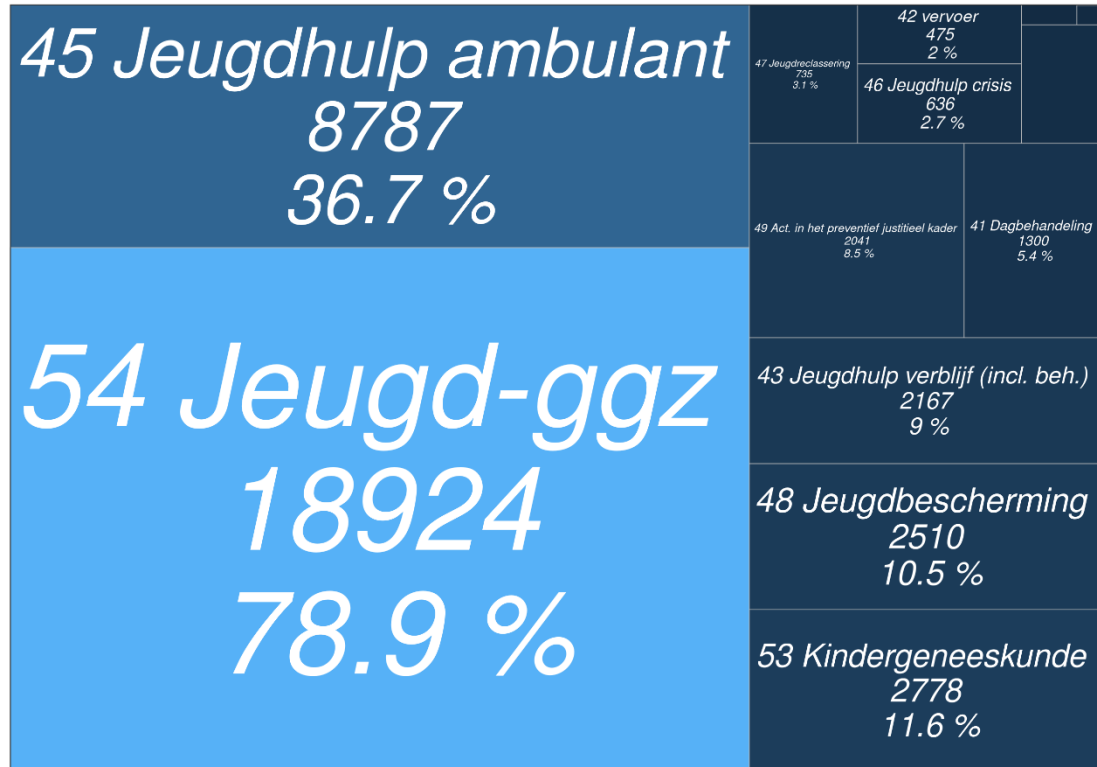 45 Jeugdhulp ambulant
8787
36.7 %
54 Jeugd-ggz
18924
78.9 %
47 Jeugdreclassering
735
3.1 %
42 vervoer
475
2 %
46 Jeugdhulp crisis
636
2.7 %
49 Act. in het preventief justitieel kader
2041
8.5 %
41 Dagbehandeling
1300
5.4 %
43 Jeugdhulp verblijf (incl. beh.)
2167
9 %
48 Jeugdbescherming
2510
10.5 %
53 Kindergeneeskunde
2778
11.6 %